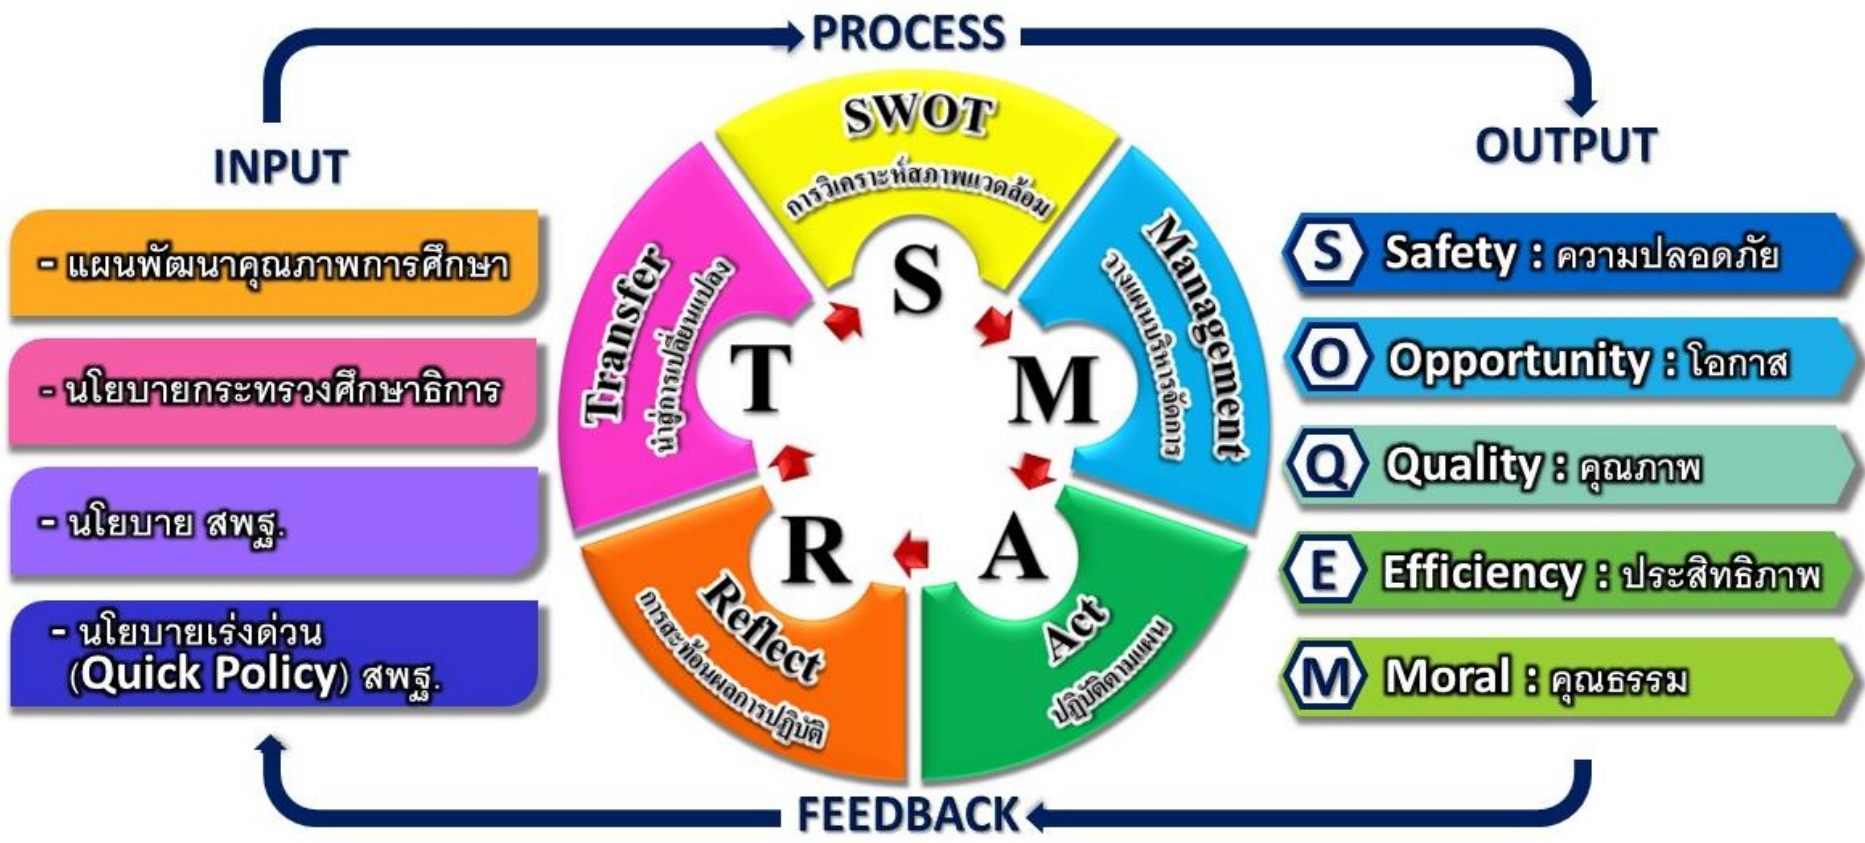 PROCESS
INPUT
- แผนพัฒนาคุณภาพการศึกษา
- นโยบายกระทรวงศึกษาธิการ
- นโยบาย สพฐ.
- นโยบายเร่งด่วน
(Quick Policy) สพฐ.
SWOT
การวิเคราะห์สภาพแวดล้อม
S
Management
วางแผนบริหารจัดการ
M
Act
ปฏิบัติตามแผน
A
Reflect
การสะท้อนผลการปฏิบัติ
R
Transfer
นำสู่การเปลี่ยนแปลง
T
OUTPUT
S Safety : ความปลอดภัย
O Opportunity : โอกาส
Q Quality : คุณภาพ
E Efficiency : ประสิทธิภาพ
M Moral : คุณธรรม
FEEDBACK